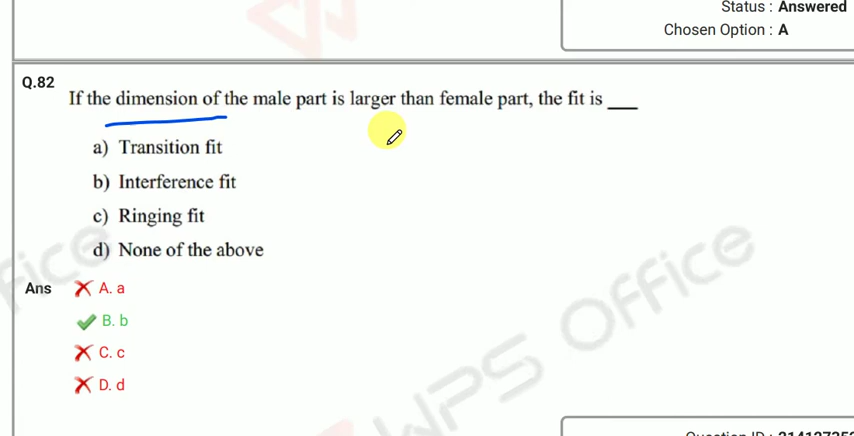 Status : Answered
Chosen Option : A
Q.82
If the dimension of the male part is larger than female part, the fit is ___
a) Transition fit
b) Interference fit
c) Ringing fit
d) None of the above
Ans
A. a
B. b
C. c
D. d
fice
WPS Office